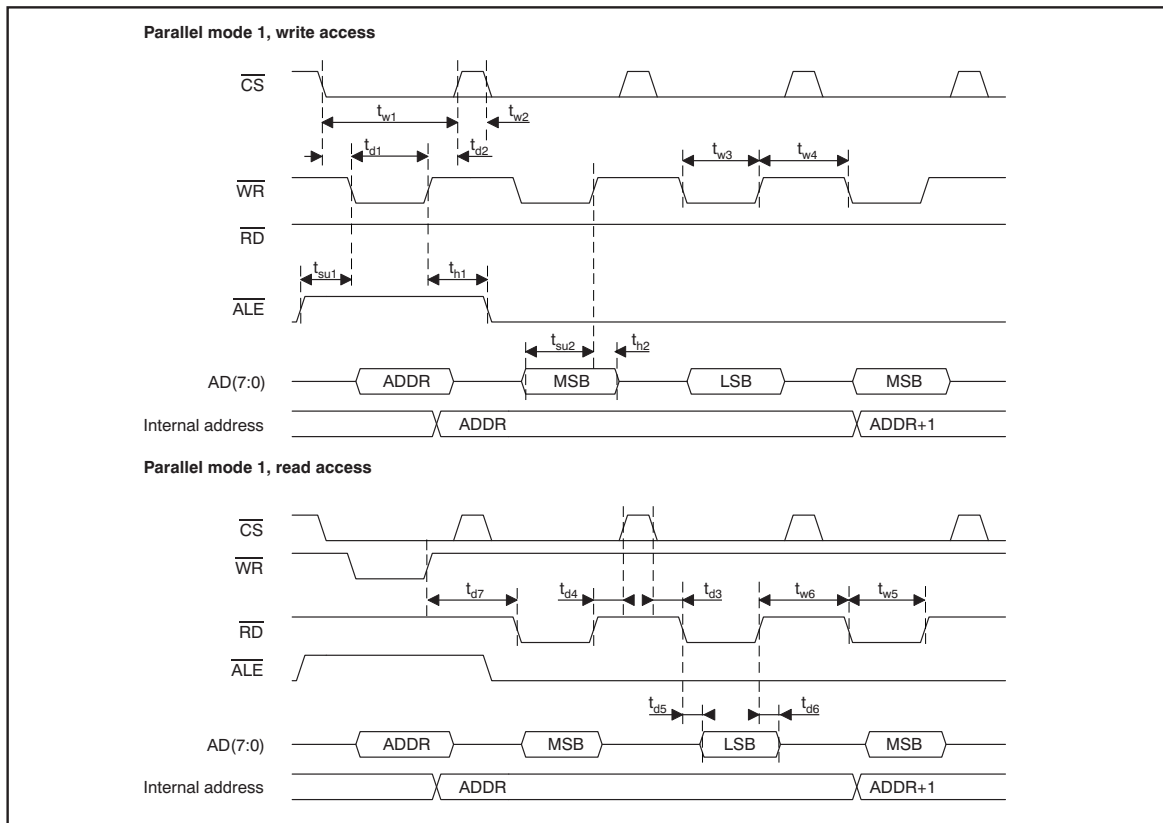 Parallel mode 1, write access
CS
tw1
tw2
td1
td2
tw3
tw4
WR
RD
tsu1
th1
ALE
tsu2
th2
AD(7:0)
ADDR
MSB
LSB
MSB
Internal address
ADDR
ADDR+1
Parallel mode 1, read access
CS
WR
td7
td4
td3
tw6
tw5
RD
ALE
td5
td6
AD(7:0)
ADDR
MSB
LSB
MSB
Internal address
ADDR
ADDR+1